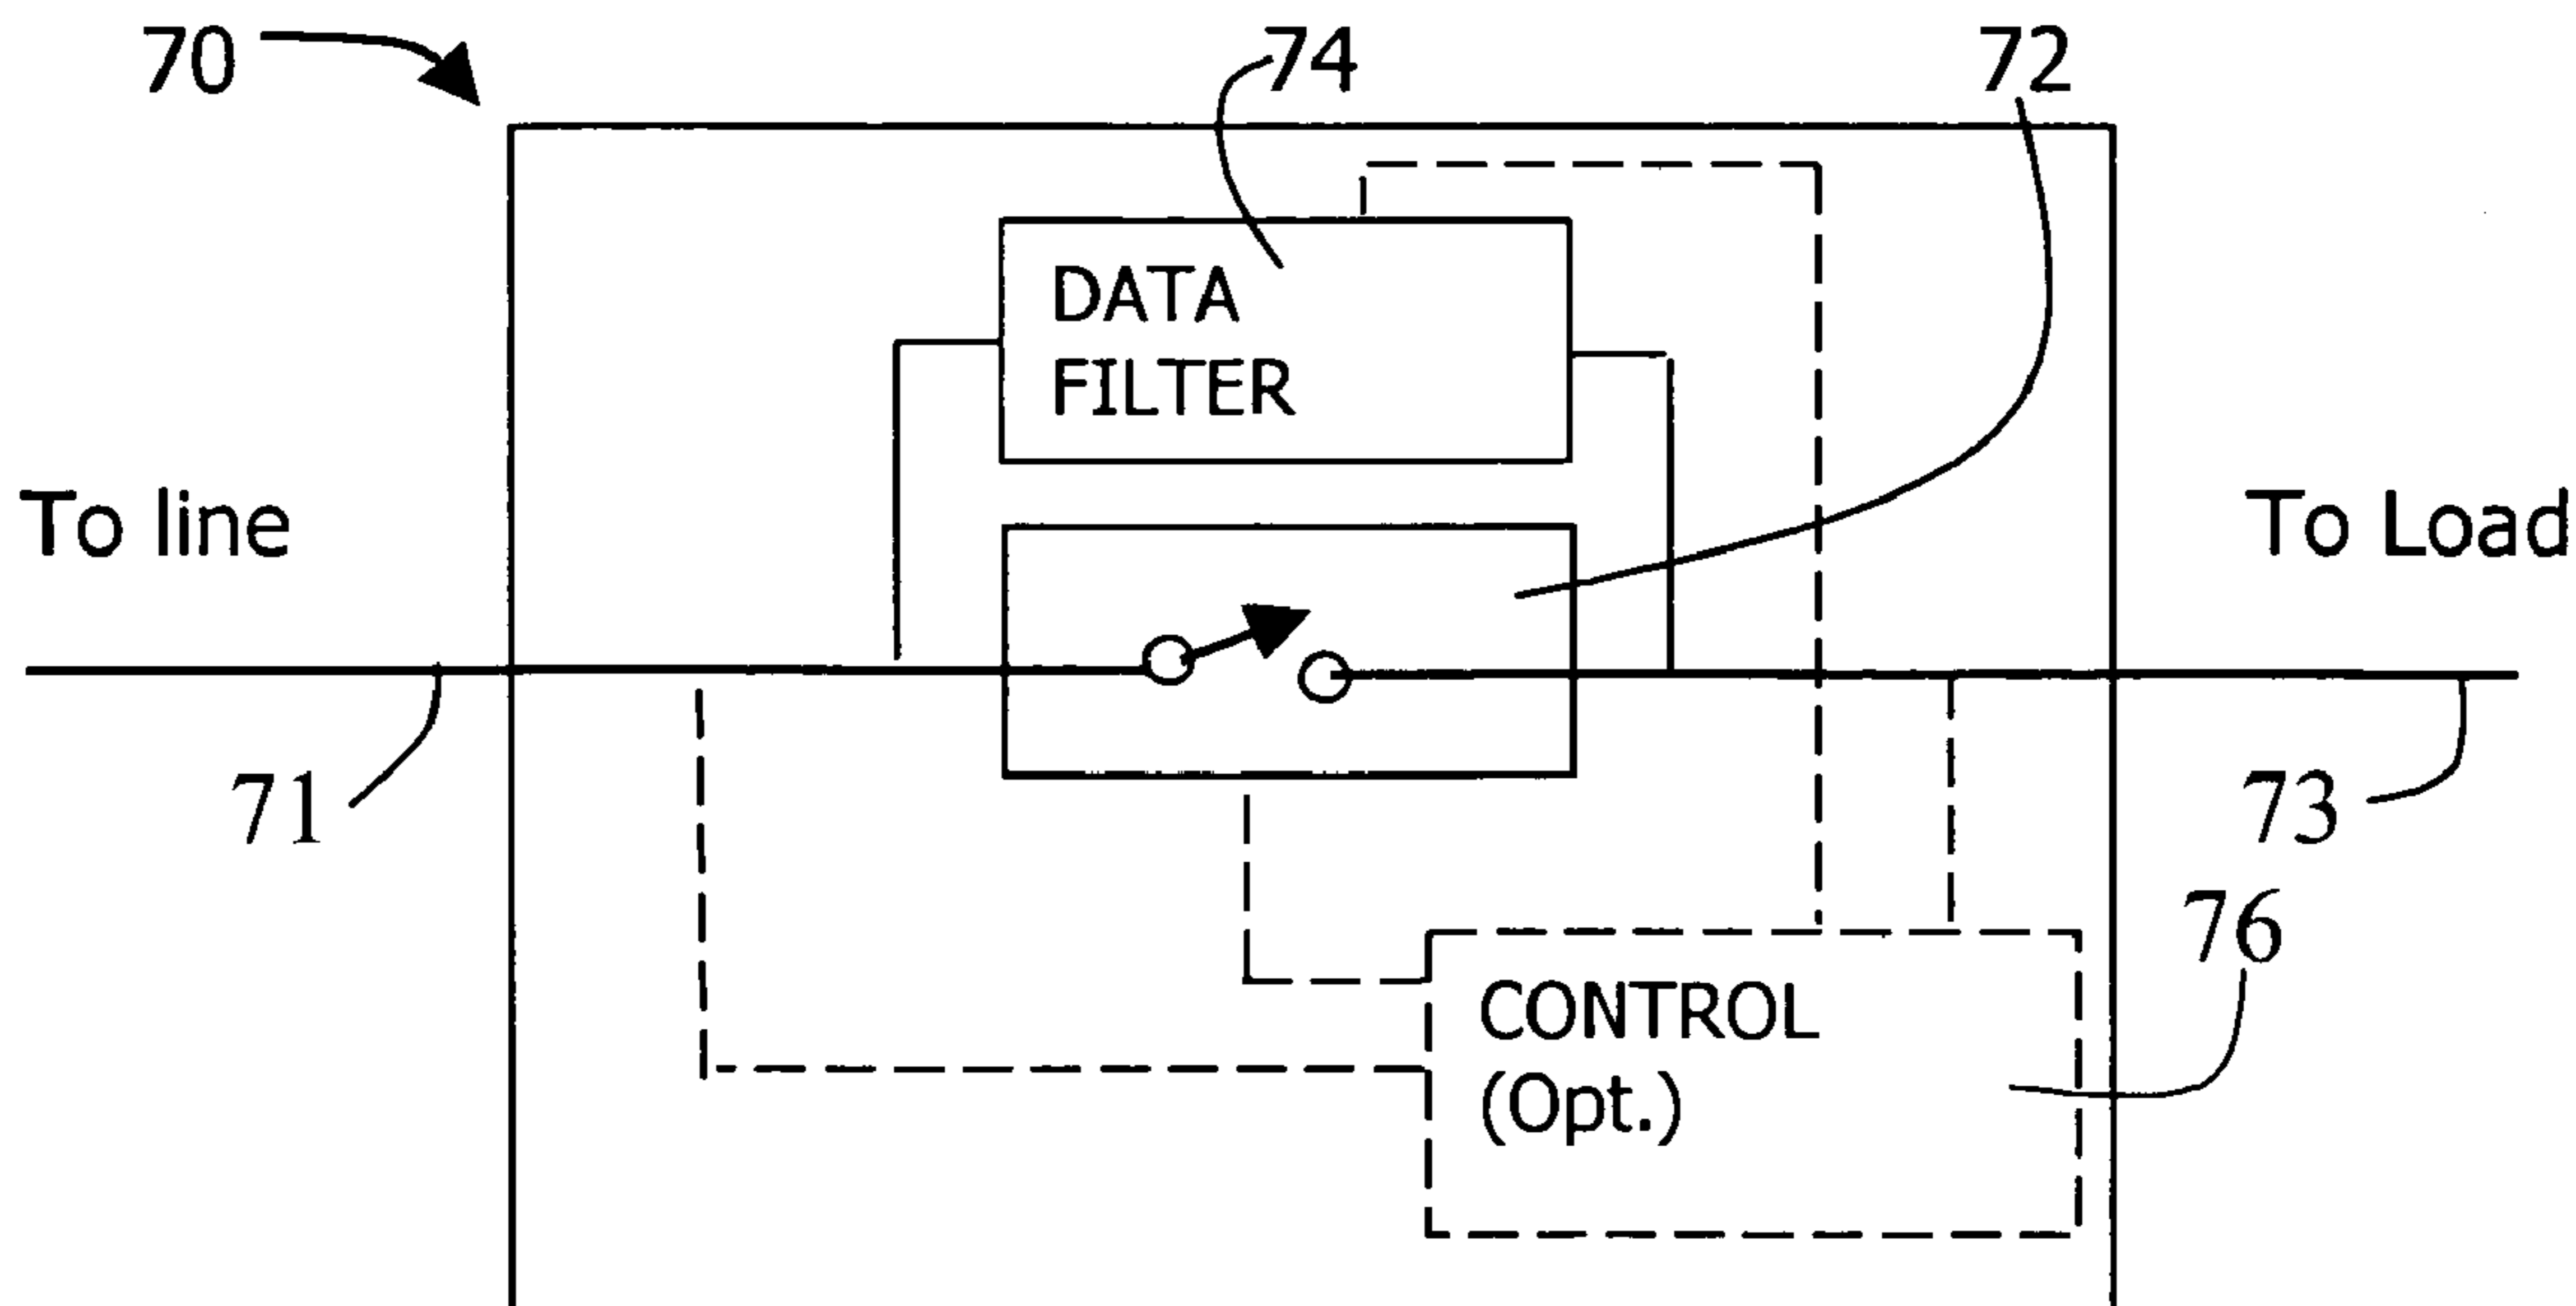 70
74
72
DATA
FILTER
To line
To Load
71
73
76
CONTROL
(Opt.)